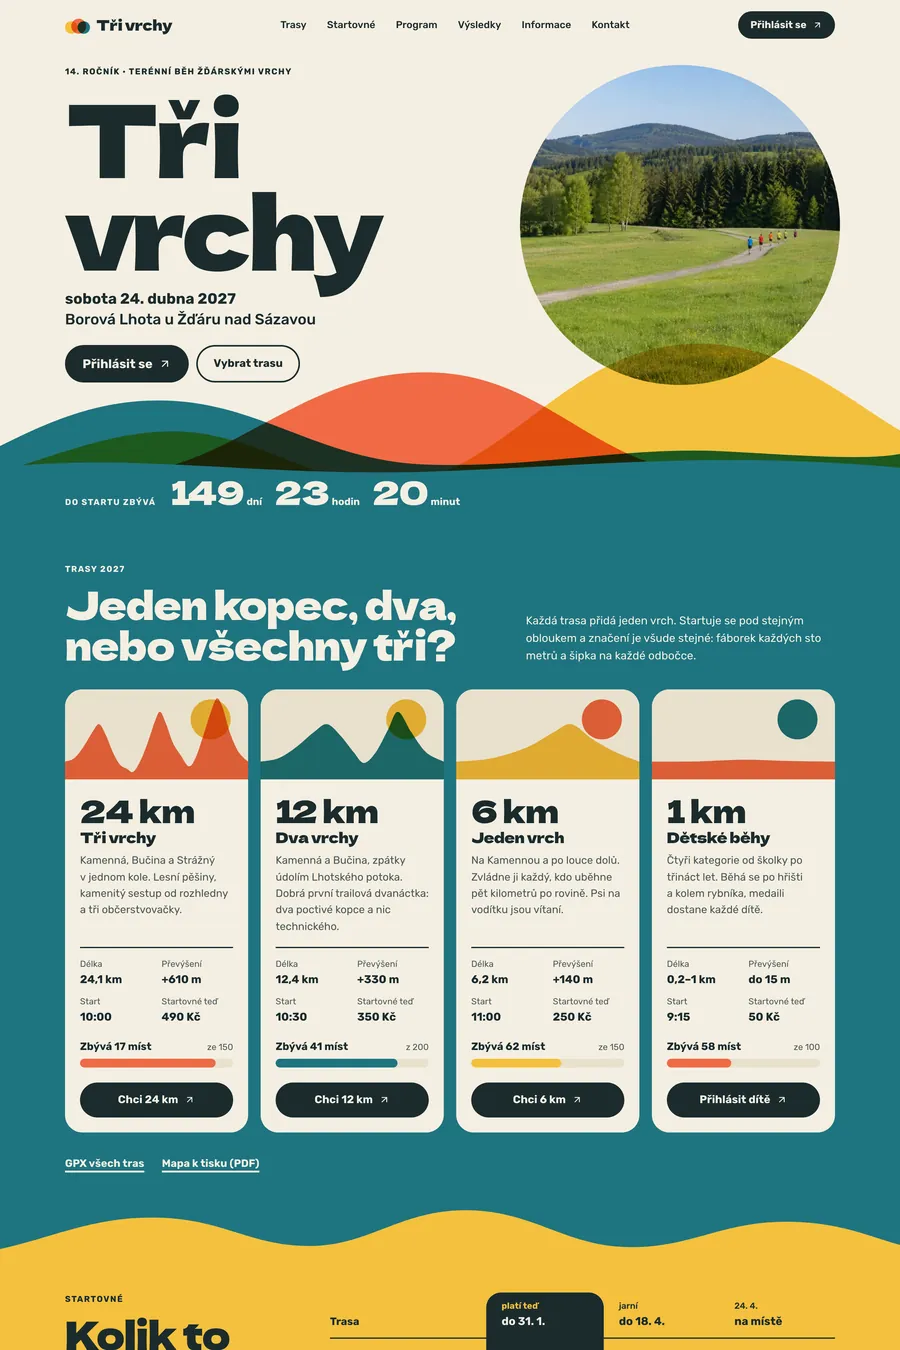 Tři vrchy
Trasy
Startovné
Program
Výsledky
Informace
Kontakt
Přihlásit se
14. ROČNÍK · TERÉNNÍ BĚH ŽĎÁRSKÝMI VRCHY
Tři
vrchy
sobota 24. dubna 2027
Borová Lhota u Žďáru nad Sázavou
Přihlásit se
Vybrat trasu
DO STARTU ZBÝVÁ 149 dní 23 hodin 20 minut
TRASY 2027
Jeden kopec, dva,
nebo všechny tři?
Každá trasa přidá jeden vrch. Startuje se pod stejným
obloukem a značení je všude stejné: fáborek každých sto
metrů a šipka na každé odbočce.
24 km
Tři vrchy
Kamenná, Bučina a Strážný
v jednom kole. Lesní pěšiny,
kamenitý sestup od rozhledny
a tři občerstvovačky.
Délka
24,1 km
Převýšení
+610 m
Start
10:00
Startovné teď
490 Kč
Zbývá 17 míst
ze 150
Chci 24 km
12 km
Dva vrchy
Kamenná a Bučina, zpátky
údolím Lhotského potoka.
Dobrá první trailová dvanáctka:
dva poctivé kopce a nic
technického.
Délka
12,4 km
Převýšení
+330 m
Start
10:30
Startovné teď
350 Kč
Zbývá 41 míst
z 200
Chci 12 km
6 km
Jeden vrch
Na Kamennou a po louce dolů.
Zvládne ji každý, kdo uběhne
pět kilometrů po rovině. Psi na
vodítku jsou vítaní.
Délka
6,2 km
Převýšení
+140 m
Start
11:00
Startovné teď
250 Kč
Zbývá 62 míst
ze 150
Chci 6 km
1 km
Dětské běhy
Čtyři kategorie od školky po
třináct let. Běhá se po hřišti
a kolem rybníka, medaili
dostane každé dítě.
Délka
0,2–1 km
Převýšení
do 15 m
Start
9:15
Startovné teď
50 Kč
Zbývá 58 míst
ze 100
Přihlásit dítě
GPX všech tras
Mapa k tisku (PDF)
STARTOVNÉ
Kolik to
Trasa
platí teď
do 31. 1.
jarní
do 18. 4.
24. 4.
na místě